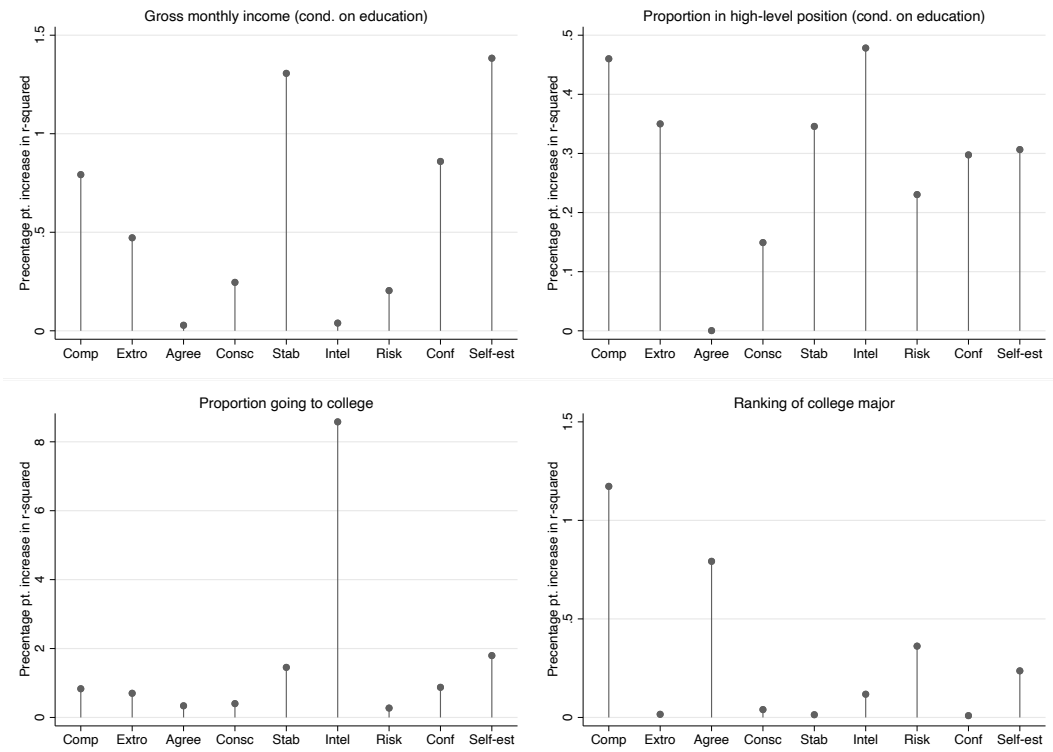 Gross monthly income (cond. on education)
Precentage pt. increase in r-squared
1.5
1
.5
0
Comp Extro Agree Consc Stab Intel Risk Conf Self-est
Proportion in high-level position (cond. on education)
Precentage pt. increase in r-squared
.5
.4
.3
.2
.1
0
Comp Extro Agree Consc Stab Intel Risk Conf Self-est
Proportion going to college
Precentage pt. increase in r-squared
8
6
4
2
0
Comp Extro Agree Consc Stab Intel Risk Conf Self-est
Ranking of college major
Precentage pt. increase in r-squared
1.5
1
.5
0
Comp Extro Agree Consc Stab Intel Risk Conf Self-est